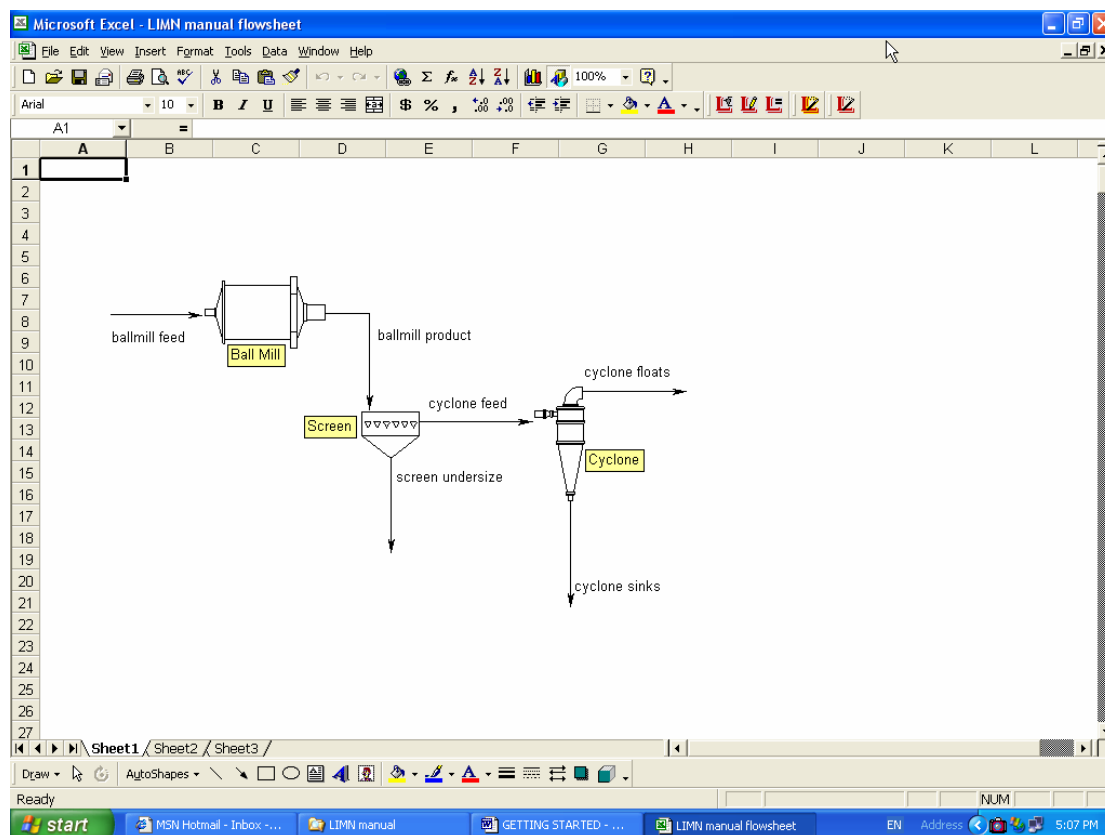 Microsoft Excel - LIMN manual flowsheet
File Edit View Insert Format Tools Data Window Help
100%
Arial 10 B I U $ % ,
A1 =
A B C D E F G H I J K L
1
2
3
4
5
6
7
8
9
10
11
12
13
14
15
16
17
18
19
20
21
22
23
24
25
26
27
ballmill feed
Ball Mill
ballmill product
Screen
cyclone feed
cyclone floats
Cyclone
screen undersize
cyclone sinks
Sheet1 Sheet2 Sheet3
Draw AutoShapes
Ready NUM
start MSN Hotmail - Inbox -... LIMN manual GETTING STARTED - ... LIMN manual flowsheet EN Address 5:07 PM